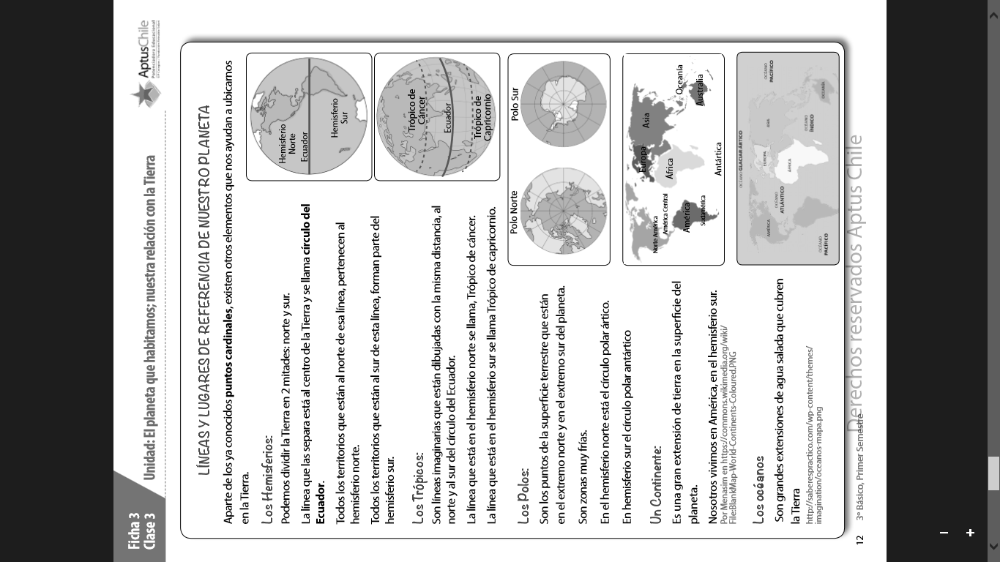 Ficha 3
Clase 3
Unidad: El planeta que habitamos; nuestra relación con la Tierra
AptusChile
Potenciadora Educacional
LÍNEAS Y LUGARES DE REFERENCIA DE NUESTRO PLANETA
Aparte de los ya conocidos puntos cardinales, existen otros elementos que nos ayudan a ubicarnos
en la Tierra.
Los Hemisferios:
Podemos dividir la Tierra en 2 mitades: norte y sur.
La línea que las separa está al centro de la Tierra y se llama círculo del
Ecuador.
Todos los territorios que están al norte de esa línea, pertenecen al
hemisferio norte.
Todos los territorios que están al sur de esta línea, forman parte del
hemisferio sur.
Hemisferio
Norte
Ecuador
Hemisferio
Sur
Los Trópicos:
Son líneas imaginarias que están dibujadas con la misma distancia, al
norte y al sur del círculo del Ecuador.
La línea que está en el hemisferio norte se llama, Trópico de cáncer.
La línea que está en el hemisferio sur se llama Trópico de capricornio.
Trópico de
Cáncer
Ecuador
Trópico de
Capricornio
Los Polos:
Son los puntos de la superficie terrestre que están
en el extremo norte y en el extremo sur del planeta.
Son zonas muy frías.
En el hemisferio norte está el círculo polar ártico.
En hemisferio sur el círculo polar antártico
Polo Norte
Polo Sur
Un Continente:
Es una gran extensión de tierra en la superficie del
planeta.
Nosotros vivimos en América, en el hemisferio sur.
Por Menasim en https://commons.wikimedia.org/wiki/
File:BlankMap-World-Continents-Coloured.PNG
Norte América
América Central
América
Sudamérica
Europa
África
Asia
Oceanía
Australia
Antártica
Los océanos
Son grandes extensiones de agua salada que cubren
la Tierra
http://saberespractico.com/wp-content/themes/
imagination/oceanos-mapa.png
OCÉANO GLACIAR ÁRTICO
AMÉRICA
EUROPA
ASIA
ÁFRICA
OCEANÍA
OCÉANO
PACÍFICO
OCÉANO
ATLÁNTICO
OCÉANO
ÍNDICO
OCÉANO
PACÍFICO
12
3º Básico, Primer Semestre
Derechos reservados Aptus Chile